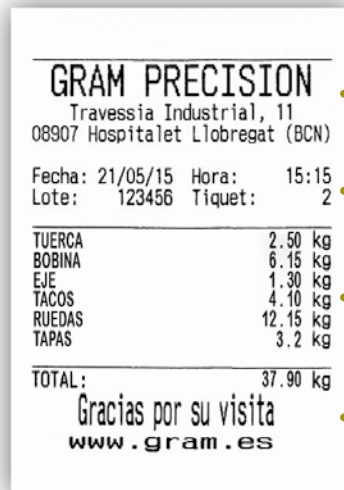 GRAM PRECISION
Travessia Industrial, 11
08907 Hospitalet Llobregat (BCN)
Fecha: 21/05/15 Hora: 15:15
Lote: 123456 Tiquet: 2
TUERCA 2.50 kg
BOBINA 6.15 kg
EJE 1.30 kg
TACOS 4.10 kg
RUEDAS 12.15 kg
TAPAS 3.2 kg
TOTAL: 37.90 kg
Gracias por su visita
www.gram.es